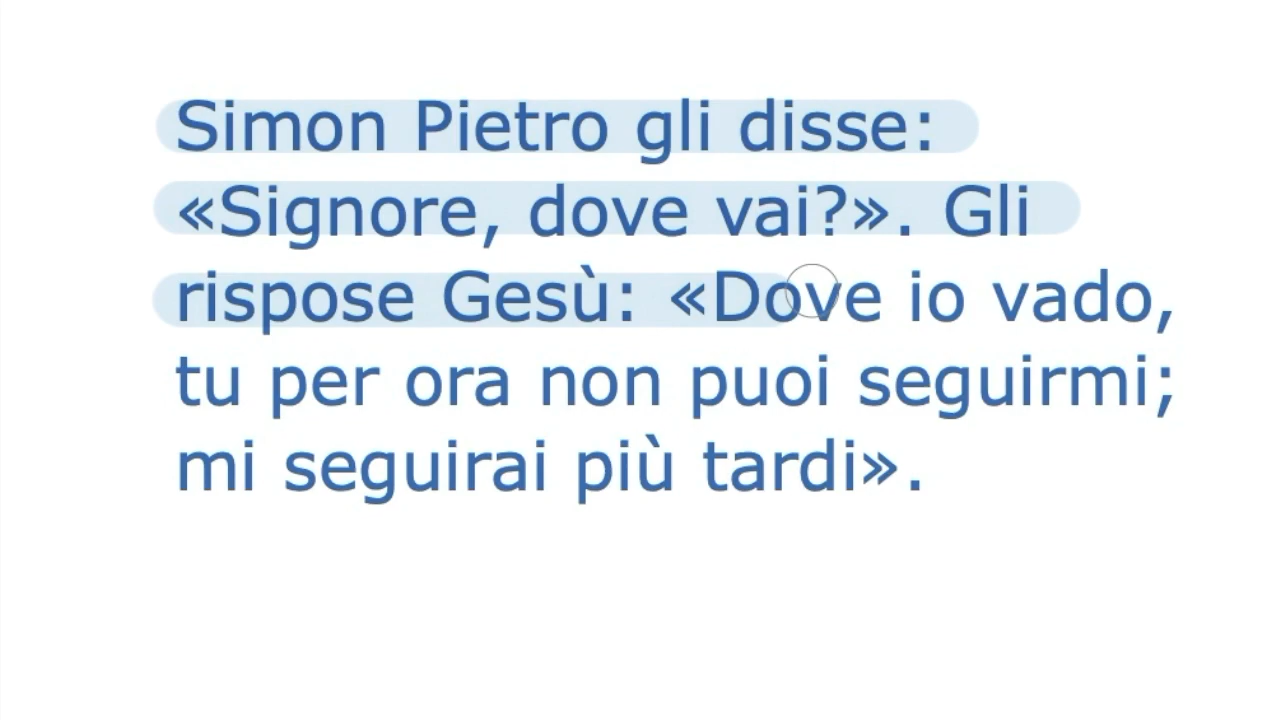 Simon Pietro gli disse:
«Signore, dove vai?». Gli
rispose Gesù: «Dove io vado,
tu per ora non puoi seguirmi;
mi seguirai più tardi».